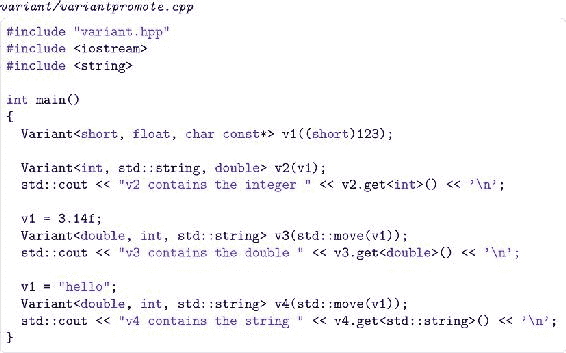 variant/variantpromote.cpp
#include "variant.hpp"
#include <iostream>
#include <string>
int main()
{
Variant<short, float, char const*> v1((short)123);
Variant<int, std::string, double> v2(v1);
std::cout << "v2 contains the integer " << v2.get<int>() << '\n';
v1 = 3.14f;
Variant<double, int, std::string> v3(std::move(v1));
std::cout << "v3 contains the double " << v3.get<double>() << '\n';
v1 = "hello";
Variant<double, int, std::string> v4(std::move(v1));
std::cout << "v4 contains the string " << v4.get<std::string>() << '\n';
}